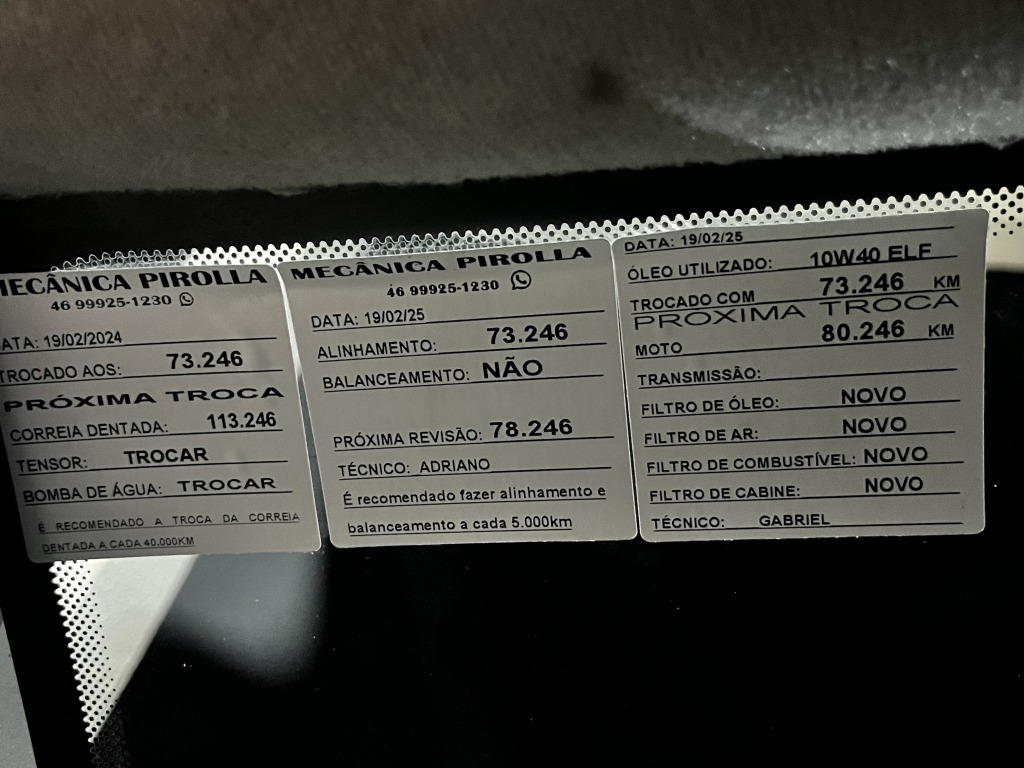 MECÂNICA PIROLLA
46 99925-1230
DATA: 19/02/2024
TROCADO AOS: 73.246
PRÓXIMA TROCA
CORREIA DENTADA: 113.246
TENSOR: TROCAR
BOMBA DE ÁGUA: TROCAR
É RECOMENDADO A TROCA DA CORREIA
DENTADA A CADA 40.000KM
MECÂNICA PIROLLA
46 99925-1230
DATA: 19/02/25
ALINHAMENTO: 73.246
BALANCEAMENTO: NÃO
PRÓXIMA REVISÃO: 78.246
TÉCNICO: ADRIANO
É recomendado fazer alinhamento e
balanceamento a cada 5.000km
DATA: 19/02/25
ÓLEO UTILIZADO: 10W40 ELF
TROCADO COM 73.246 KM
PRÓXIMA TROCA
MOTO 80.246 KM
TRANSMISSÃO:
FILTRO DE ÓLEO: NOVO
FILTRO DE AR: NOVO
FILTRO DE COMBUSTÍVEL: NOVO
FILTRO DE CABINE: NOVO
TÉCNICO: GABRIEL